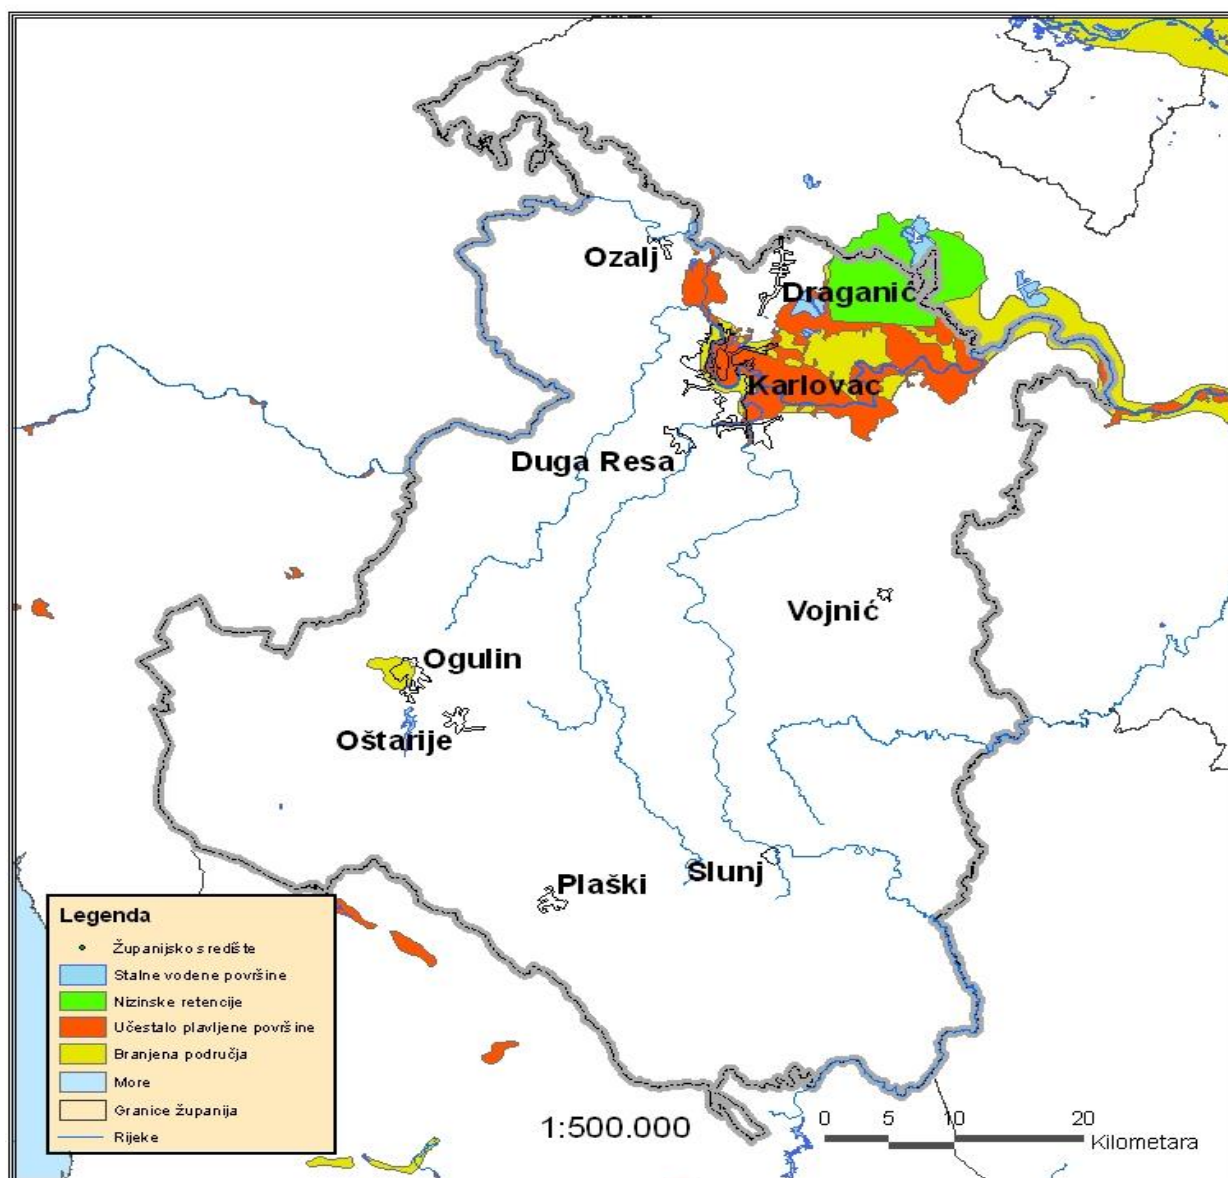 Ozalj
Draganić
Karlovac
Duga Resa
Vojnić
Ogulin
Oštarije
Slunj
Plaški
Legenda
Županijsko središte
Stalne vodene površine
Nizinske retencije
Učestalo plavljene površine
Branjena područja
More
Granice županija
Rijeke
1:500.000
0 5 10 20
Kilometara